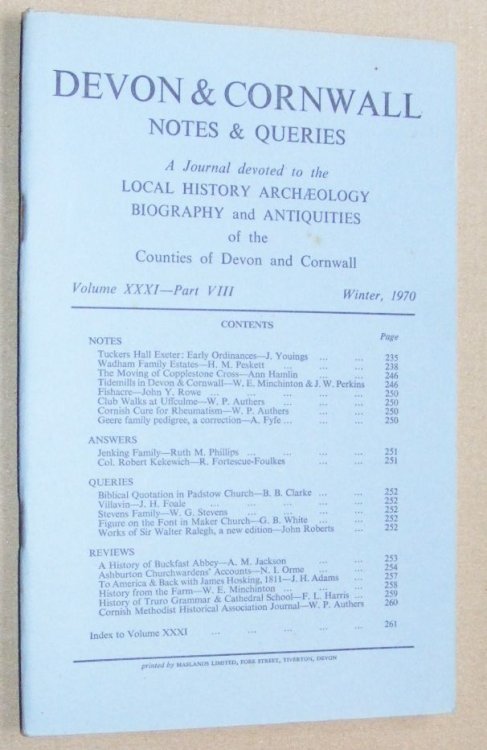 DEVON & CORNWALL
NOTES & QUERIES
A Journal devoted to the
LOCAL HISTORY ARCHÆOLOGY
BIOGRAPHY and ANTIQUITIES
of the
Counties of Devon and Cornwall
Volume XXXI—Part VIII Winter, 1970
CONTENTS
NOTES Page
Tuckers Hall Exeter: Early Ordinances—J. Youings ... ... 235
Wadham Family Estates—H. M. Peskett ... ... 238
The Moving of Copplestone Cross—Ann Hamlin ... ... 246
Tidemills in Devon & Cornwall—W. E. Minchinton & J. W. Perkins 246
Fishacre—John Y. Rowe ... ... ... ... 250
Club Walks at Uffculme—W. P. Authers ... ... ... 250
Cornish Cure for Rheumatism—W. P. Authers ... ... 250
Geere family pedigree, a correction—A. Fyfe ... ... ... 250
ANSWERS
Jenking Family—Ruth M. Phillips ... ... ... ... 251
Col. Robert Kekewich—R. Fortescue-Foulkes ... ... 251
QUERIES
Biblical Quotation in Padstow Church—B. B. Clarke ... ... 252
Villavin—J. H. Foale ... ... ... ... 252
Stevens Family—W. G. Stevens ... ... ... ... 252
Figure on the Font in Maker Church—G. B. White ... ... 252
Works of Sir Walter Ralegh, a new edition—John Roberts ... 252
REVIEWS
A History of Buckfast Abbey—A. M. Jackson ... ... 253
Ashburton Churchwardens' Accounts—N. I. Orme ... ... 254
To America & Back with James Hosking, 1811—J. H. Adams ... 257
History from the Farm—W. E. Minchinton ... ... ... 258
History of Truro Grammar & Cathedral School—F. L. Harris ... 259
Cornish Methodist Historical Association Journal—W. P. Authers 260
Index to Volume XXXI ... ... ... ... ... 261
printed by MASLANDS LIMITED, FORE STREET, TIVERTON, DEVON